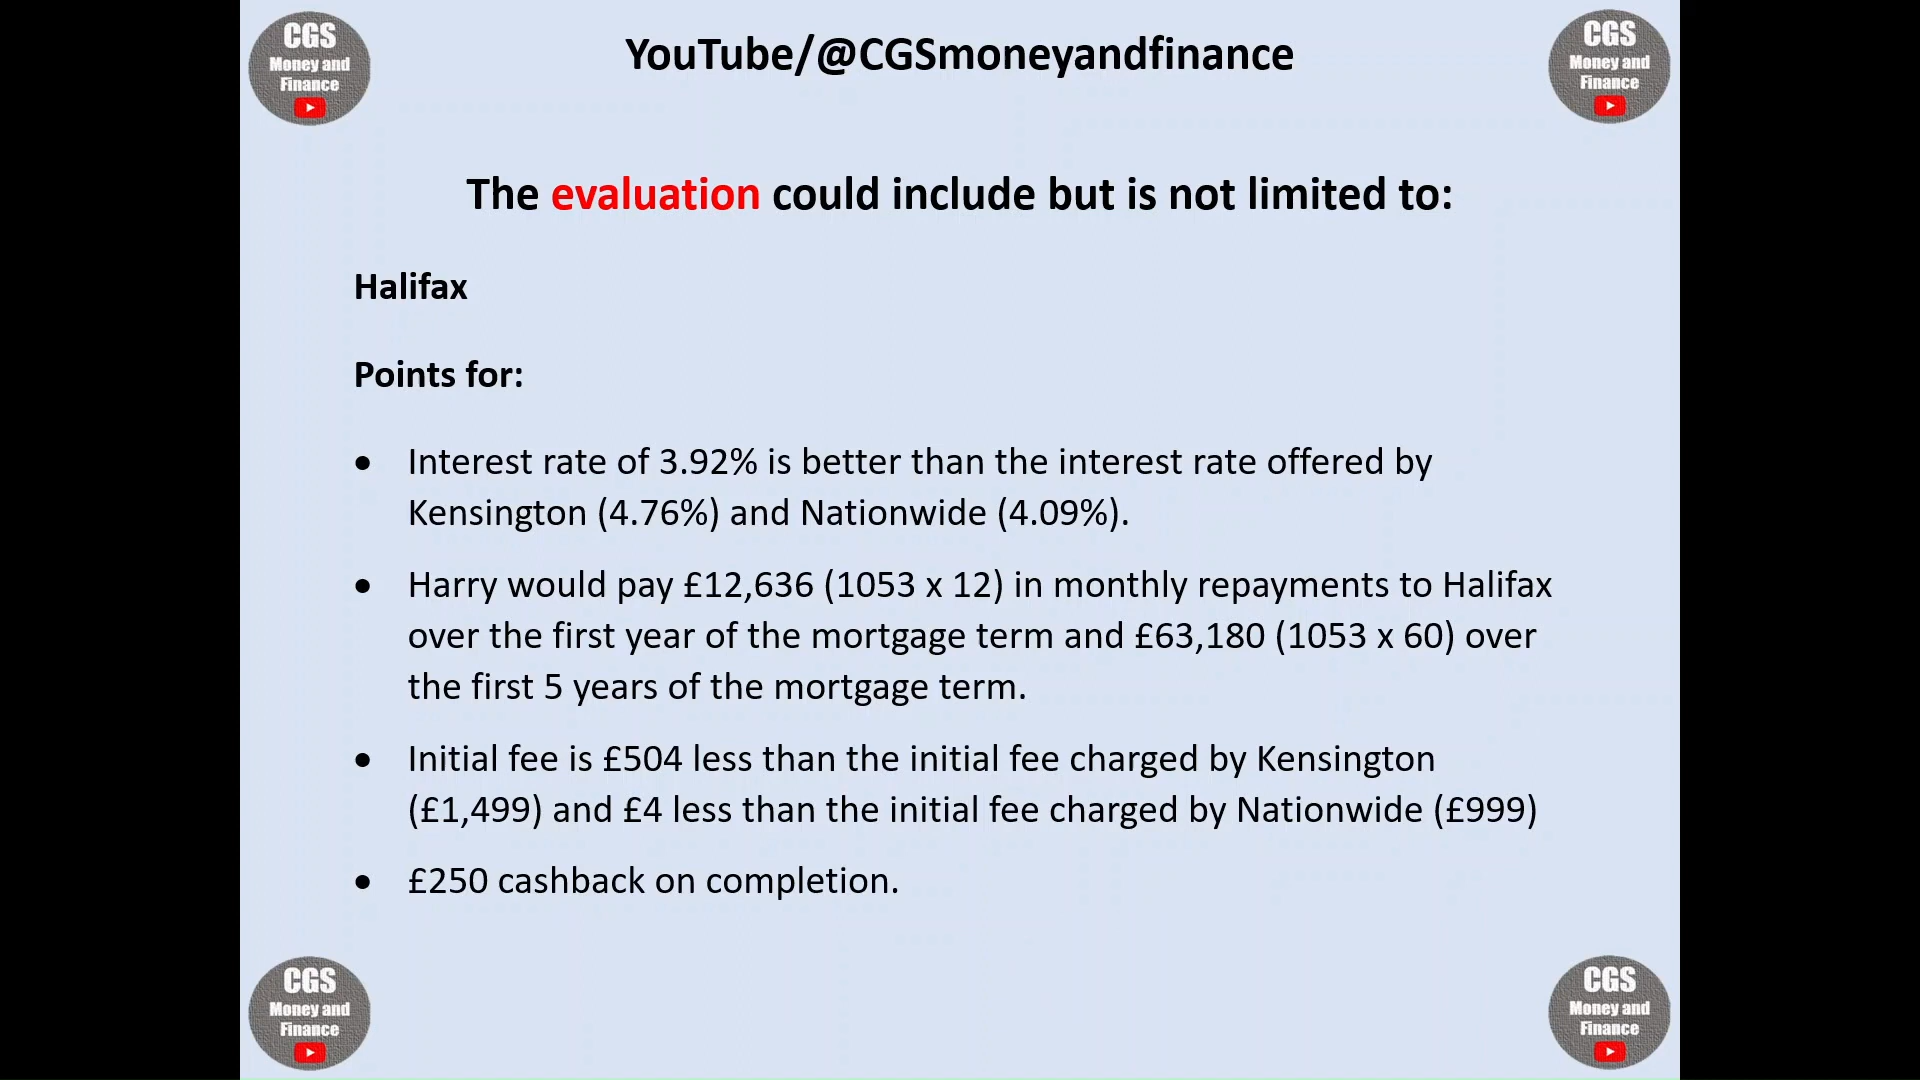 CGS
Money and
Finance
YouTube/@CGSmoneyandfinance
CGS
Money and
Finance
The evaluation could include but is not limited to:
Halifax
Points for:
• Interest rate of 3.92% is better than the interest rate offered by
Kensington (4.76%) and Nationwide (4.09%).
• Harry would pay £12,636 (1053 x 12) in monthly repayments to Halifax
over the first year of the mortgage term and £63,180 (1053 x 60) over
the first 5 years of the mortgage term.
• Initial fee is £504 less than the initial fee charged by Kensington
(£1,499) and £4 less than the initial fee charged by Nationwide (£999)
• £250 cashback on completion.
CGS
Money and
Finance
CGS
Money and
Finance